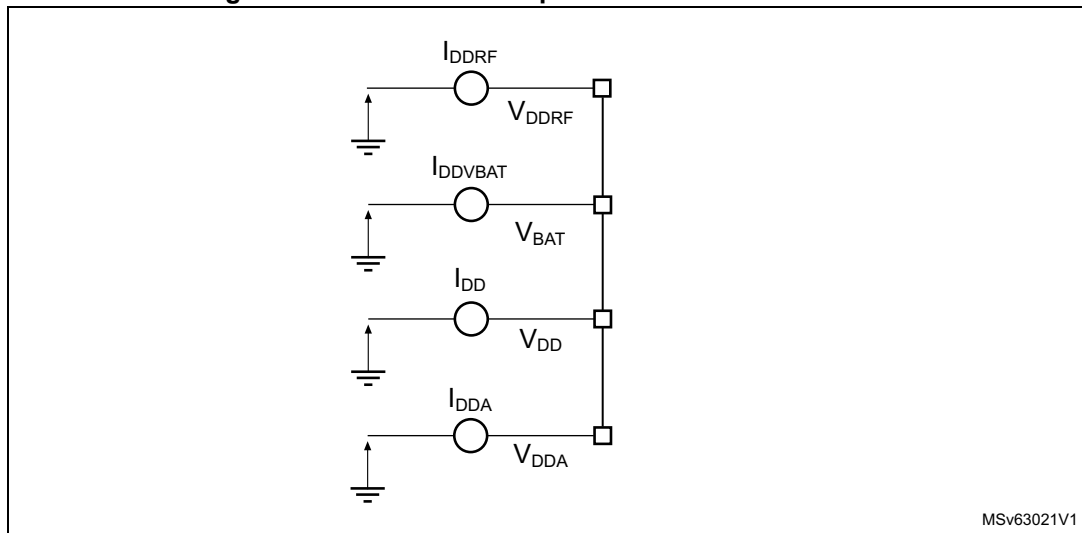 I_DDRF
V_DDRF
I_DDVBAT
V_BAT
I_DD
V_DD
I_DDA
V_DDA
MSv63021V1